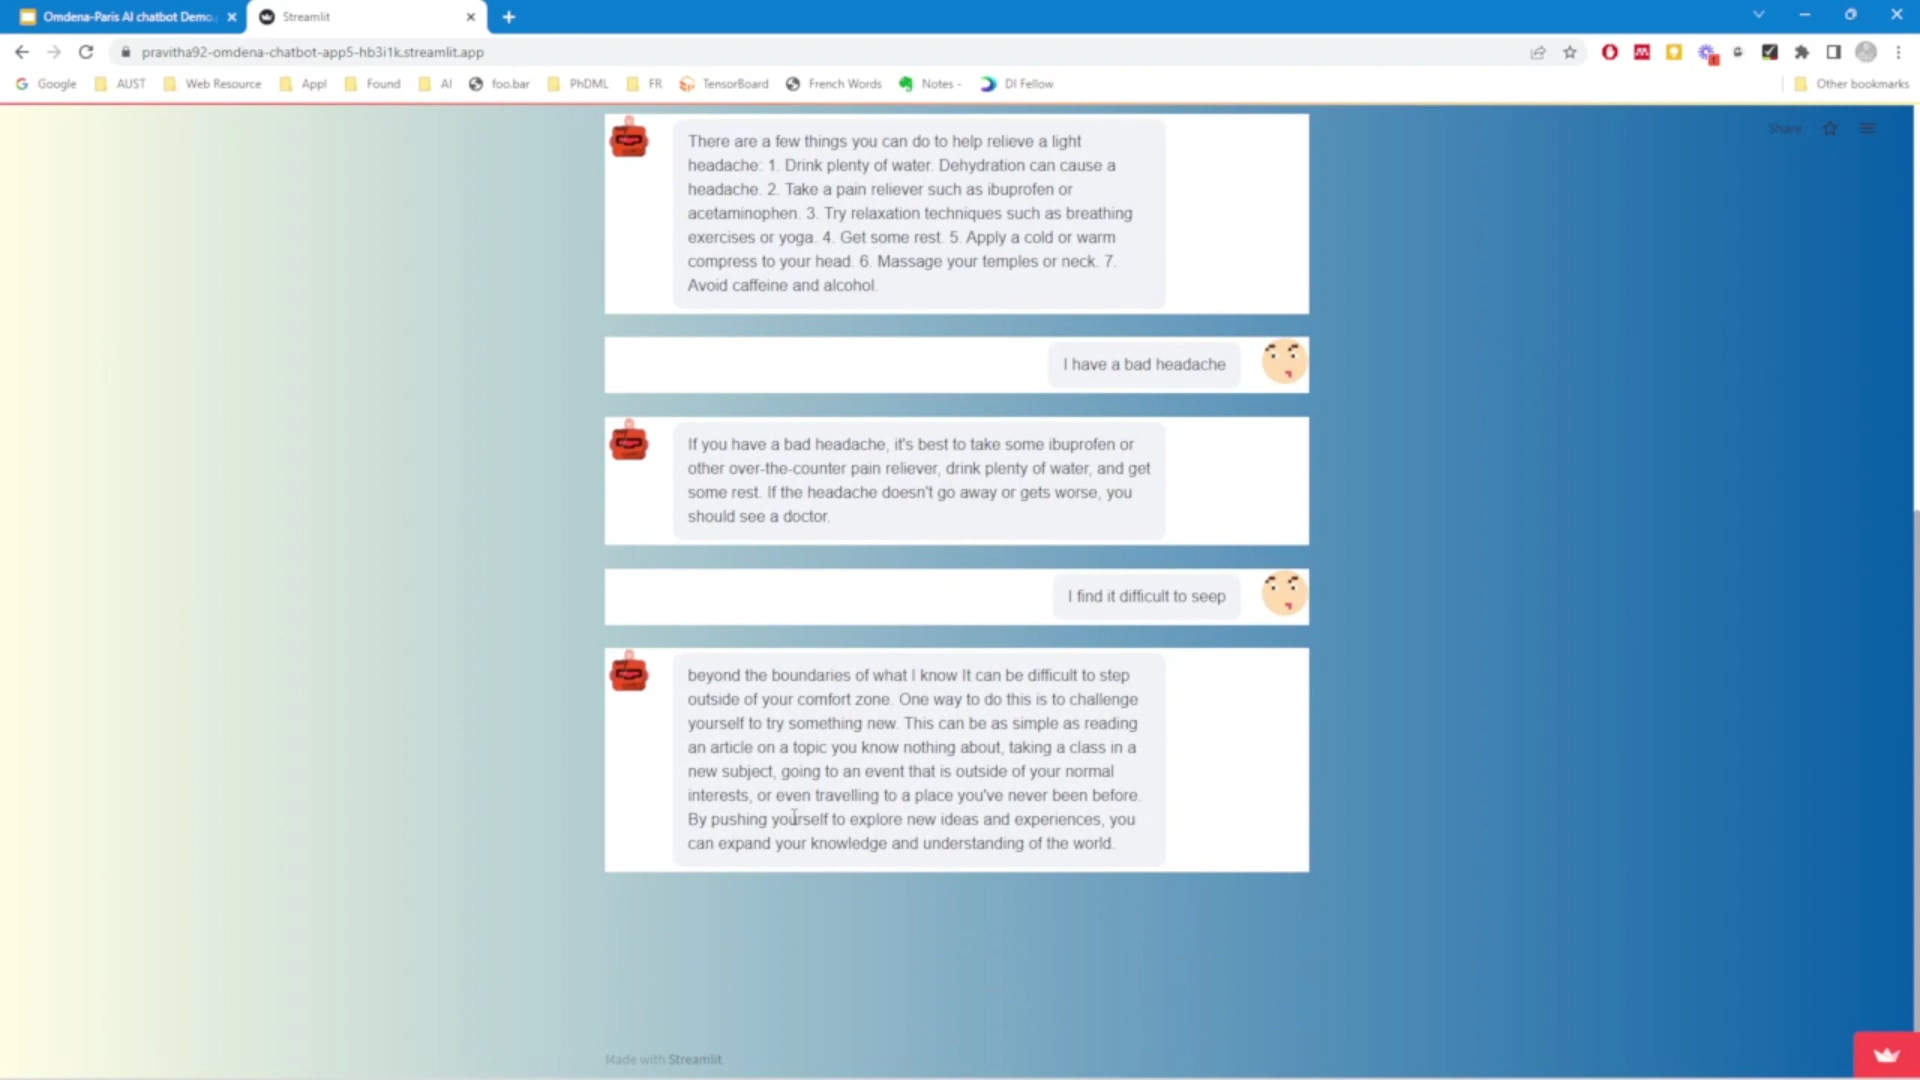 Omdena-Paris AI chatbot Demo.
Streamlit
pravitha92-omdena-chatbot-app5-hb3i1k.streamlit.app
Google AUST Web Resource Appl Found AI foo.bar PhDML FR TensorBoard French Words Notes - DI Fellow Other bookmarks
Share
There are a few things you can do to help relieve a light
headache: 1. Drink plenty of water. Dehydration can cause a
headache. 2. Take a pain reliever such as ibuprofen or
acetaminophen. 3. Try relaxation techniques such as breathing
exercises or yoga. 4. Get some rest. 5. Apply a cold or warm
compress to your head. 6. Massage your temples or neck. 7.
Avoid caffeine and alcohol.
I have a bad headache
If you have a bad headache, it's best to take some ibuprofen or
other over-the-counter pain reliever, drink plenty of water, and get
some rest. If the headache doesn't go away or gets worse, you
should see a doctor.
I find it difficult to seep
beyond the boundaries of what I know It can be difficult to step
outside of your comfort zone. One way to do this is to challenge
yourself to try something new. This can be as simple as reading
an article on a topic you know nothing about, taking a class in a
new subject, going to an event that is outside of your normal
interests, or even travelling to a place you've never been before.
By pushing yourself to explore new ideas and experiences, you
can expand your knowledge and understanding of the world.
Made with Streamlit